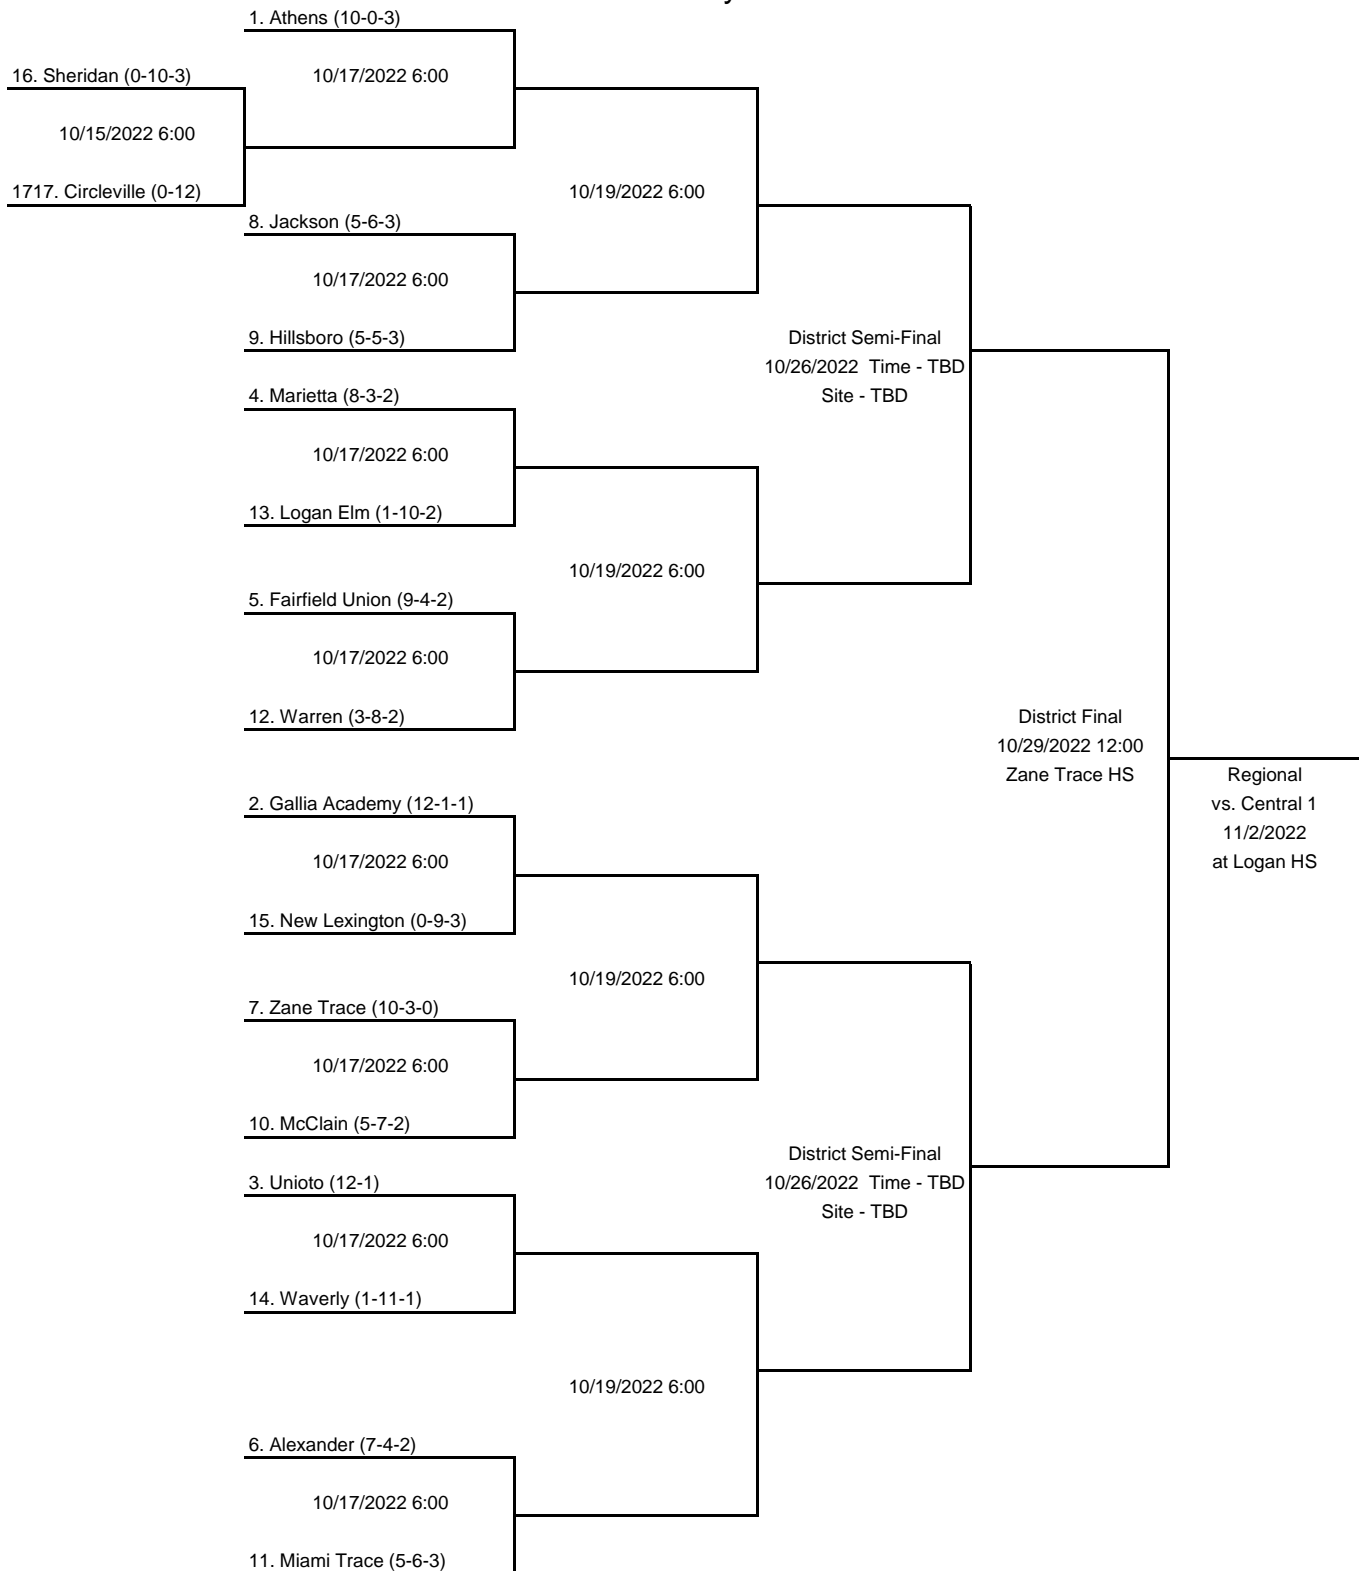 1. Athens (10-0-3)
16. Sheridan (0-10-3)
10/17/2022 6:00
10/15/2022 6:00
1717. Circleville (0-12)
10/19/2022 6:00
8. Jackson (5-6-3)
10/17/2022 6:00
9. Hillsboro (5-5-3)
District Semi-Final
10/26/2022 Time - TBD
Site - TBD
4. Marietta (8-3-2)
10/17/2022 6:00
13. Logan Elm (1-10-2)
10/19/2022 6:00
5. Fairfield Union (9-4-2)
10/17/2022 6:00
12. Warren (3-8-2)
District Final
10/29/2022 12:00
Zane Trace HS
Regional
vs. Central 1
11/2/2022
at Logan HS
2. Gallia Academy (12-1-1)
10/17/2022 6:00
15. New Lexington (0-9-3)
10/19/2022 6:00
7. Zane Trace (10-3-0)
10/17/2022 6:00
10. McClain (5-7-2)
District Semi-Final
10/26/2022 Time - TBD
Site - TBD
3. Unioto (12-1)
10/17/2022 6:00
14. Waverly (1-11-1)
10/19/2022 6:00
6. Alexander (7-4-2)
10/17/2022 6:00
11. Miami Trace (5-6-3)